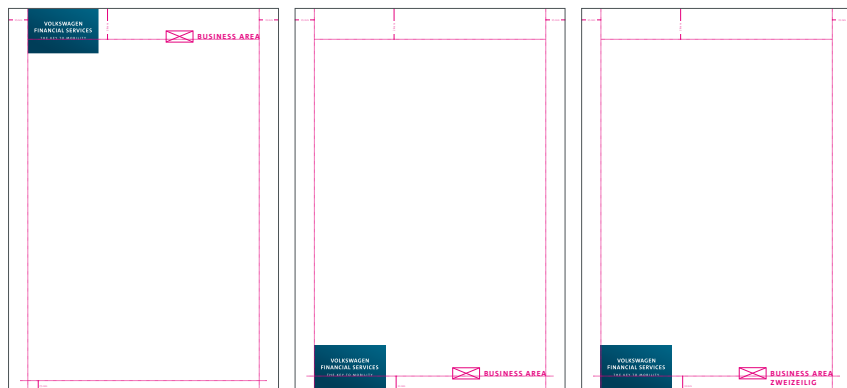 VOLKSWAGEN
FINANCIAL SERVICES
THE KEY TO MOBILITY
BUSINESS AREA
VOLKSWAGEN
FINANCIAL SERVICES
THE KEY TO MOBILITY
BUSINESS AREA
VOLKSWAGEN
FINANCIAL SERVICES
THE KEY TO MOBILITY
BUSINESS AREA
ZWEIZEILIG